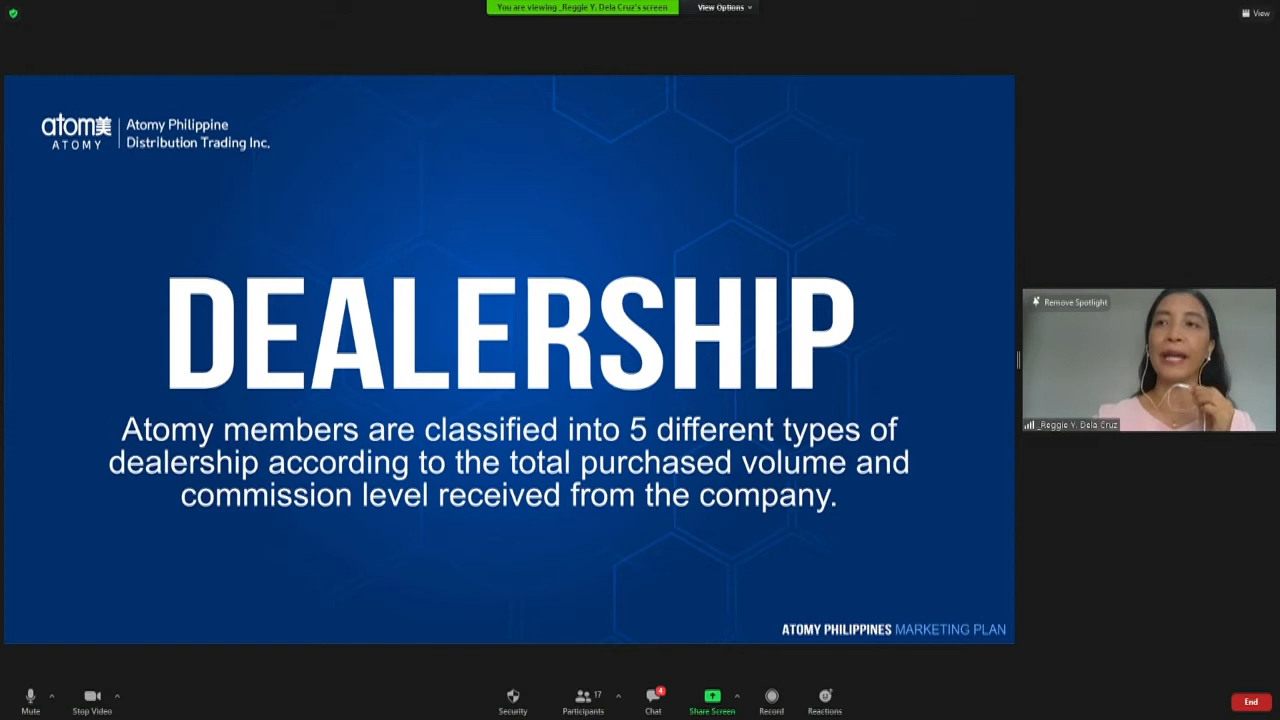 You are viewing _Reggie Y. Dela Cruz's screen
View Options
View
atom美
ATOMY
Atomy Philippine
Distribution Trading Inc.
DEALERSHIP
Atomy members are classified into 5 different types of
dealership according to the total purchased volume and
commission level received from the company.
ATOMY PHILIPPINES MARKETING PLAN
Remove Spotlight
_Reggie Y. Dela Cruz
Mute
Stop Video
Security
Participants
17
Chat
4
Share Screen
Record
Reactions
End